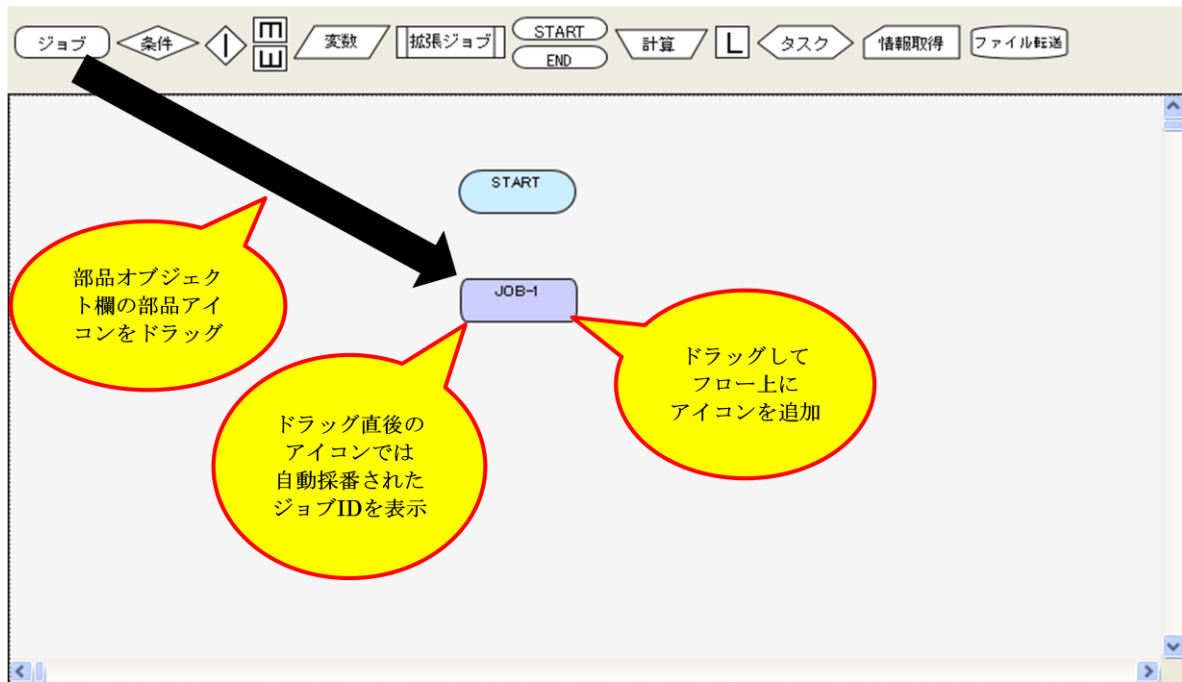 ジョブ
条件
変数
拡張ジョブ
START
END
計算
L
タスク
情報取得
ファイル転送
START
部品オブジェク
ト欄の部品アイ
コンをドラッグ
JOB-1
ドラッグして
フロー上に
アイコンを追加
ドラッグ直後の
アイコンでは
自動採番された
ジョブIDを表示